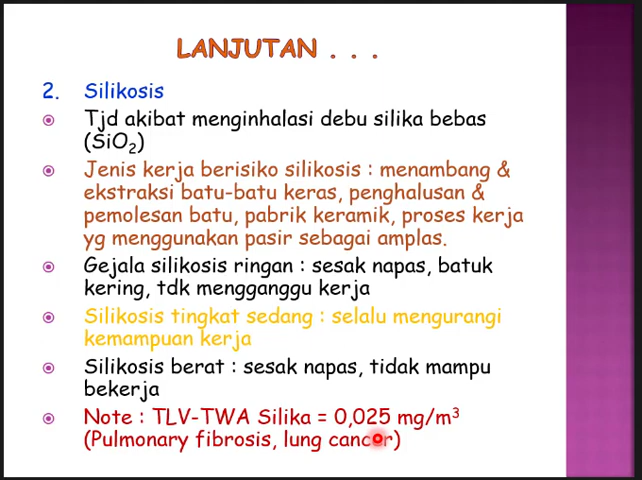 LANJUTAN . . .
2. Silikosis
Tjd akibat menginhalasi debu silika bebas
(SiO₂)
Jenis kerja berisiko silikosis : menambang &
ekstraksi batu-batu keras, penghalusan &
pemolesan batu, pabrik keramik, proses kerja
yg menggunakan pasir sebagai amplas.
Gejala silikosis ringan : sesak napas, batuk
kering, tdk mengganggu kerja
Silikosis tingkat sedang : selalu mengurangi
kemampuan kerja
Silikosis berat : sesak napas, tidak mampu
bekerja
Note : TLV-TWA Silika = 0,025 mg/m³
(Pulmonary fibrosis, lung cancer)